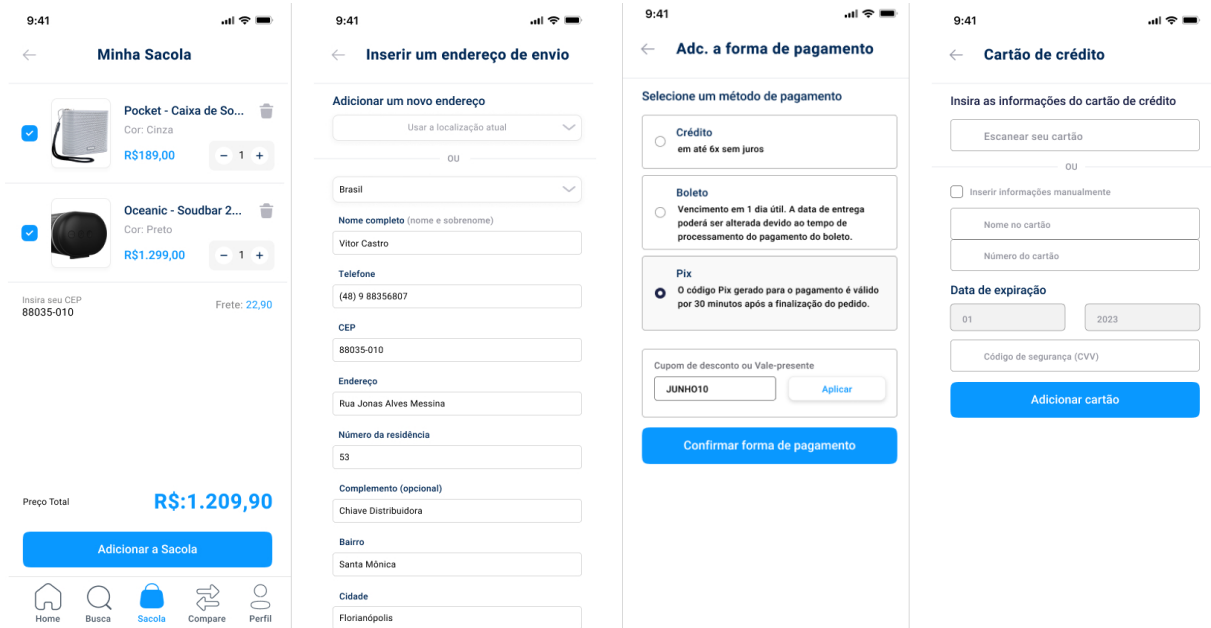 9:41
Minha Sacola
Pocket - Caixa de So...
Cor: Cinza
R$189,00
- 1 +
Oceanic - Soudbar 2...
Cor: Preto
R$1.299,00
- 1 +
Insira seu CEP
88035-010
Frete: 22,90
Preço Total
R$:1.209,90
Adicionar a Sacola
Home
Busca
Sacola
Compare
Perfil
9:41
Inserir um endereço de envio
Adicionar um novo endereço
Usar a localização atual
OU
Brasil
Nome completo (nome e sobrenome)
Vitor Castro
Telefone
(48) 9 88356807
CEP
88035-010
Endereço
Rua Jonas Alves Messina
Número da residência
53
Complemento (opcional)
Chiave Distribuidora
Bairro
Santa Mônica
Cidade
Florianópolis
9:41
Adc. a forma de pagamento
Selecione um método de pagamento
Crédito
em até 6x sem juros
Boleto
Vencimento em 1 dia útil. A data de entrega
poderá ser alterada devido ao tempo de
processamento do pagamento do boleto.
Pix
O código Pix gerado para o pagamento é válido
por 30 minutos após a finalização do pedido.
Cupom de desconto ou Vale-presente
JUNHO10
Aplicar
Confirmar forma de pagamento
9:41
Cartão de crédito
Insira as informações do cartão de crédito
Escanear seu cartão
OU
Inserir informações manualmente
Nome no cartão
Número do cartão
Data de expiração
01
2023
Código de segurança (CVV)
Adicionar cartão